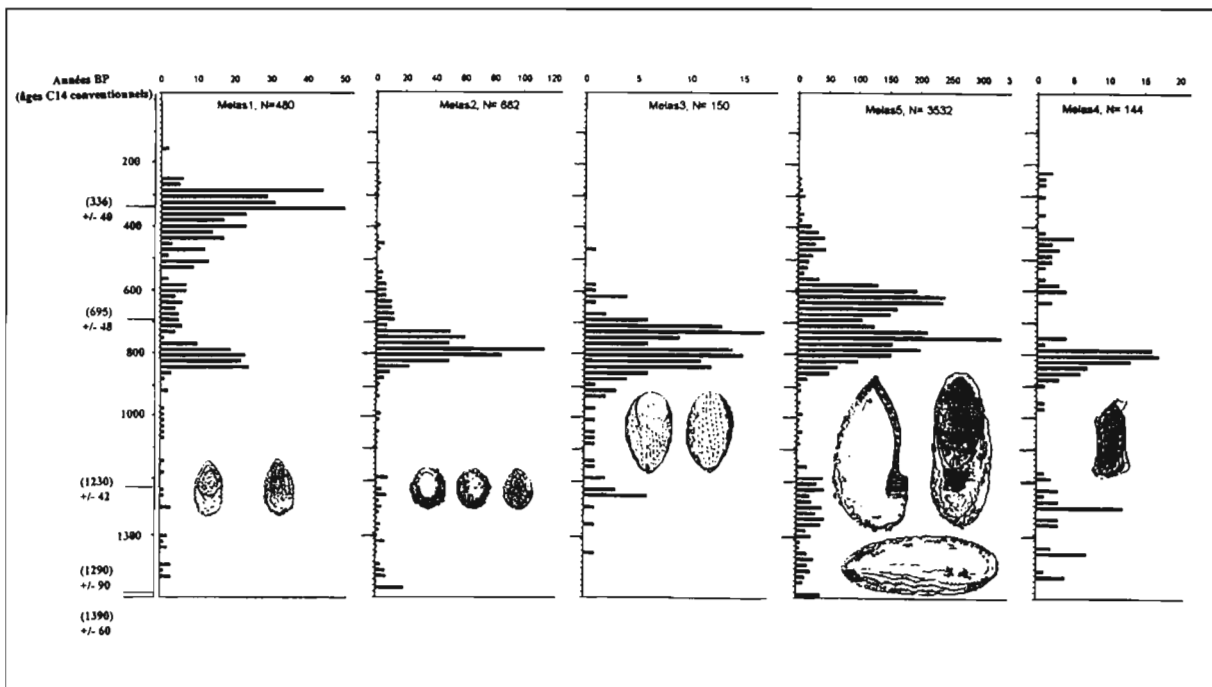 Années BP
(âges C14 conventionnels)
0 10 20 30 40 50
Melas1, N=480
0 20 40 60 80 100 120
Melas2, N= 682
0 5 10 15
Melas3, N= 150
0 50 100 150 200 250 300 3
Melas5, N= 3532
0 5 10 15 20
Melas4, N= 144
200
(336)
+/- 40
400
600
(695)
+/- 48
800
1000
(1230)
+/- 42
1300
(1290)
+/- 90
(1390)
+/- 60